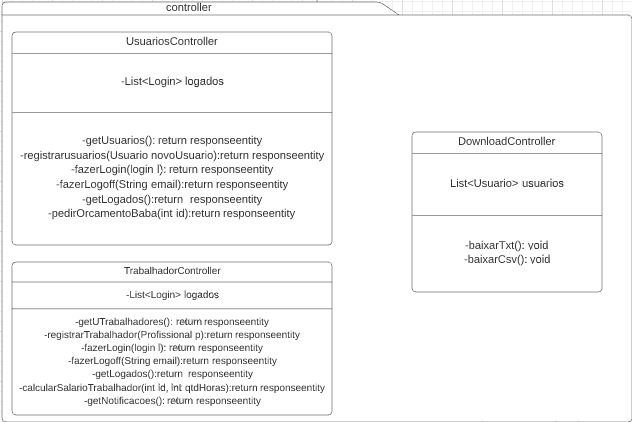 controller
UsuariosController
-List<Login> logados
-getUsuarios(): return responseentity
-registrarusuarios(Usuario novoUsuario):return responseentity
-fazerLogin(login l): return responseentity
-fazerLogoff(String email):return responseentity
-getLogados():return responseentity
-pedirOrcamentoBaba(int id):return responseentity
TrabalhadorController
-List<Login> logados
-getUTrabalhadores(): return responseentity
-registrarTrabalhador(Profissional p):return responseentity
-fazerLogin(login l): return responseentity
-fazerLogoff(String email):return responseentity
-getLogados():return responseentity
-calcularSalarioTrabalhador(int id, int qtdHoras):return responseentity
-getNotificacoes(): return responseentity
DownloadController
List<Usuario> usuarios
-baixarTxt(): void
-baixarCsv(): void